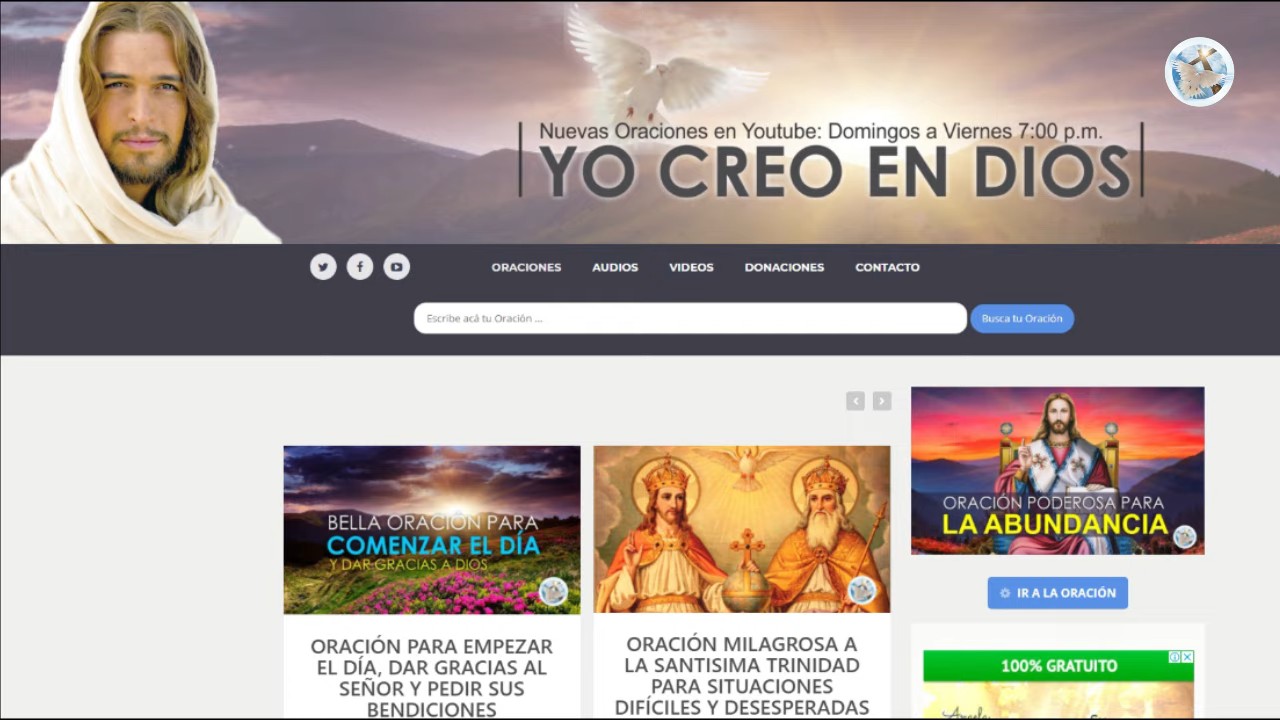 Nuevas Oraciones en Youtube: Domingos a Viernes 7:00 p.m.
YO CREO EN DIOS
ORACIONES AUDIOS VIDEOS DONACIONES CONTACTO
Escribe acá tu Oración ... Busca tu Oración
BELLA ORACIÓN PARA
COMENZAR EL DÍA
Y DAR GRACIAS A DIOS
ORACIÓN PARA EMPEZAR
EL DÍA, DAR GRACIAS AL
SEÑOR Y PEDIR SUS
BENDICIONES
ORACIÓN MILAGROSA A
LA SANTISIMA TRINIDAD
PARA SITUACIONES
DIFÍCILES Y DESESPERADAS
ORACIÓN PODEROSA PARA
LA ABUNDANCIA
IR A LA ORACIÓN
100% GRATUITO